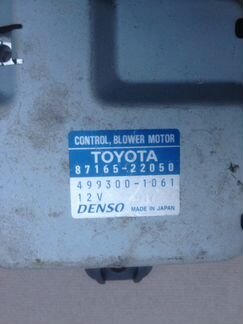 CONTROL, BLOWER MOTOR
TOYOTA
87165-22050
499300-1061
12V
DENSO MADE IN JAPAN